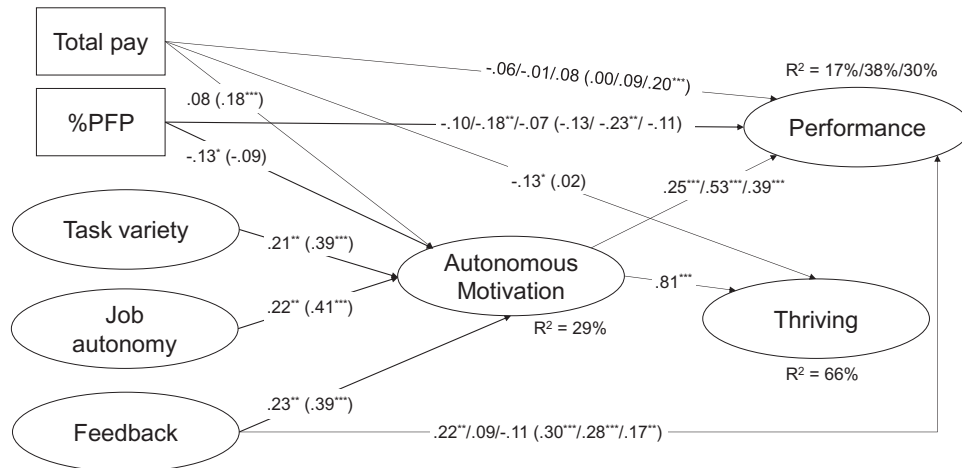 Total pay
R² = 17%/38%/30%
-.06/-.01/.08 (.00/.09/.20***)
.08 (.18***)
%PFP
-.10/-.18**/-.07 (-.13/ -.23**/ -.11)
Performance
-.13* (-.09)
-.13* (.02)
.25***/.53***/.39***
Task variety
.21** (.39***)
Autonomous
Motivation
.81***
Job
autonomy
.22** (.41***)
R² = 29%
Thriving
R² = 66%
.23** (.39***)
Feedback
.22**/.09/-.11 (.30***/.28***/.17**)